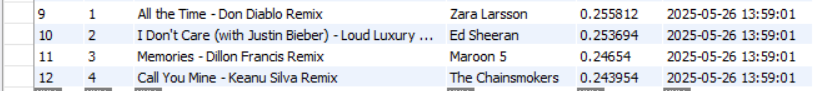 9 1 All the Time - Don Diablo Remix Zara Larsson 0.255812 2025-05-26 13:59:01
10 2 I Don't Care (with Justin Bieber) - Loud Luxury ... Ed Sheeran 0.253694 2025-05-26 13:59:01
11 3 Memories - Dillon Francis Remix Maroon 5 0.24654 2025-05-26 13:59:01
12 4 Call You Mine - Keanu Silva Remix The Chainsmokers 0.243954 2025-05-26 13:59:01